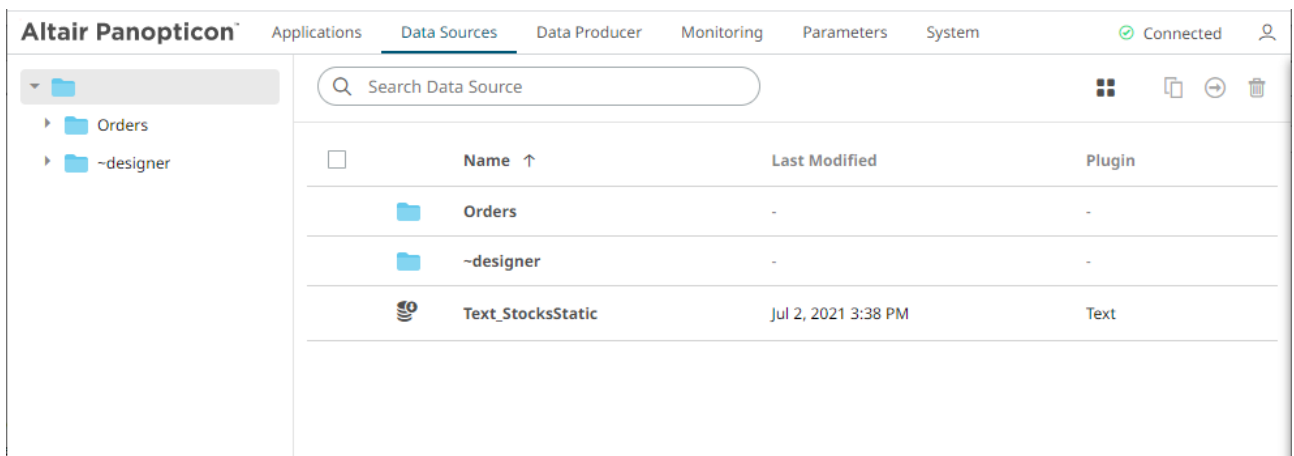 Altair Panopticon™ Applications Data Sources Data Producer Monitoring Parameters System Connected
Search Data Source
Orders
~designer
Name ↑ Last Modified Plugin
Orders - -
~designer - -
Text_StocksStatic Jul 2, 2021 3:38 PM Text